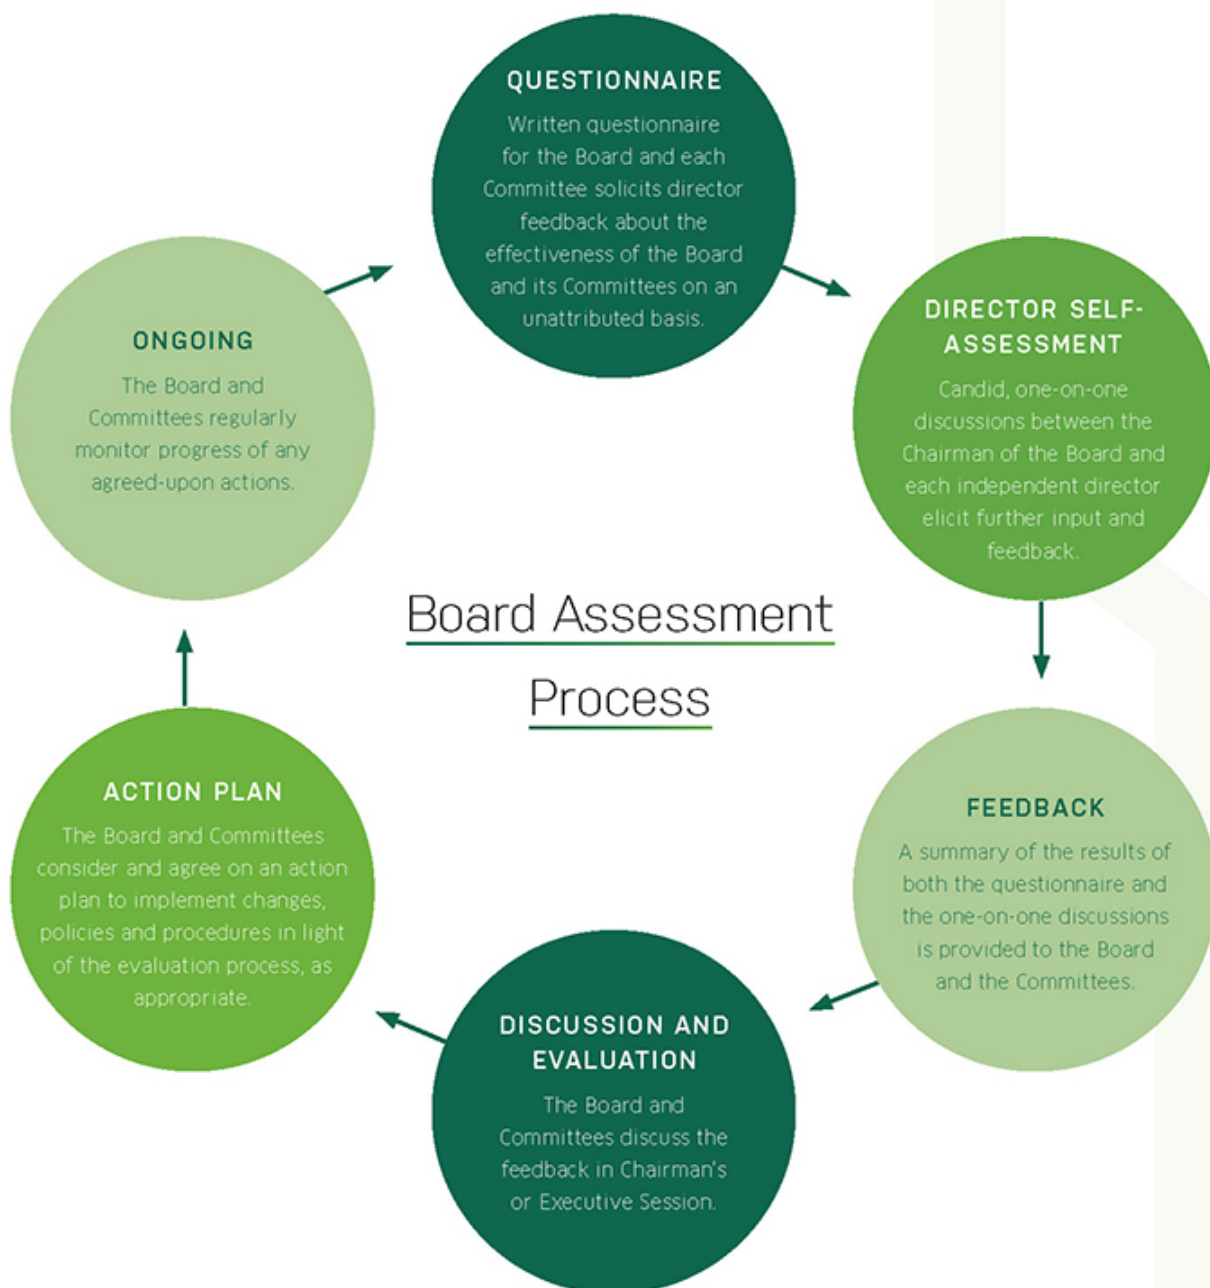 QUESTIONNAIRE
Written questionnaire
for the Board and each
Committee solicits director
feedback about the
effectiveness of the Board
and its Committees on an
unattributed basis.
DIRECTOR SELF-
ASSESSMENT
Candid, one-on-one
discussions between the
Chairman of the Board and
each independent director
elicit further input and
feedback.
FEEDBACK
A summary of the results of
both the questionnaire and
the one-on-one discussions
is provided to the Board
and the Committees.
DISCUSSION AND
EVALUATION
The Board and
Committees discuss the
feedback in Chairman's
or Executive Session.
ACTION PLAN
The Board and Committees
consider and agree on an action
plan to implement changes,
policies and procedures in light
of the evaluation process, as
appropriate.
ONGOING
The Board and
Committees regularly
monitor progress of any
agreed-upon actions.
Board Assessment
Process